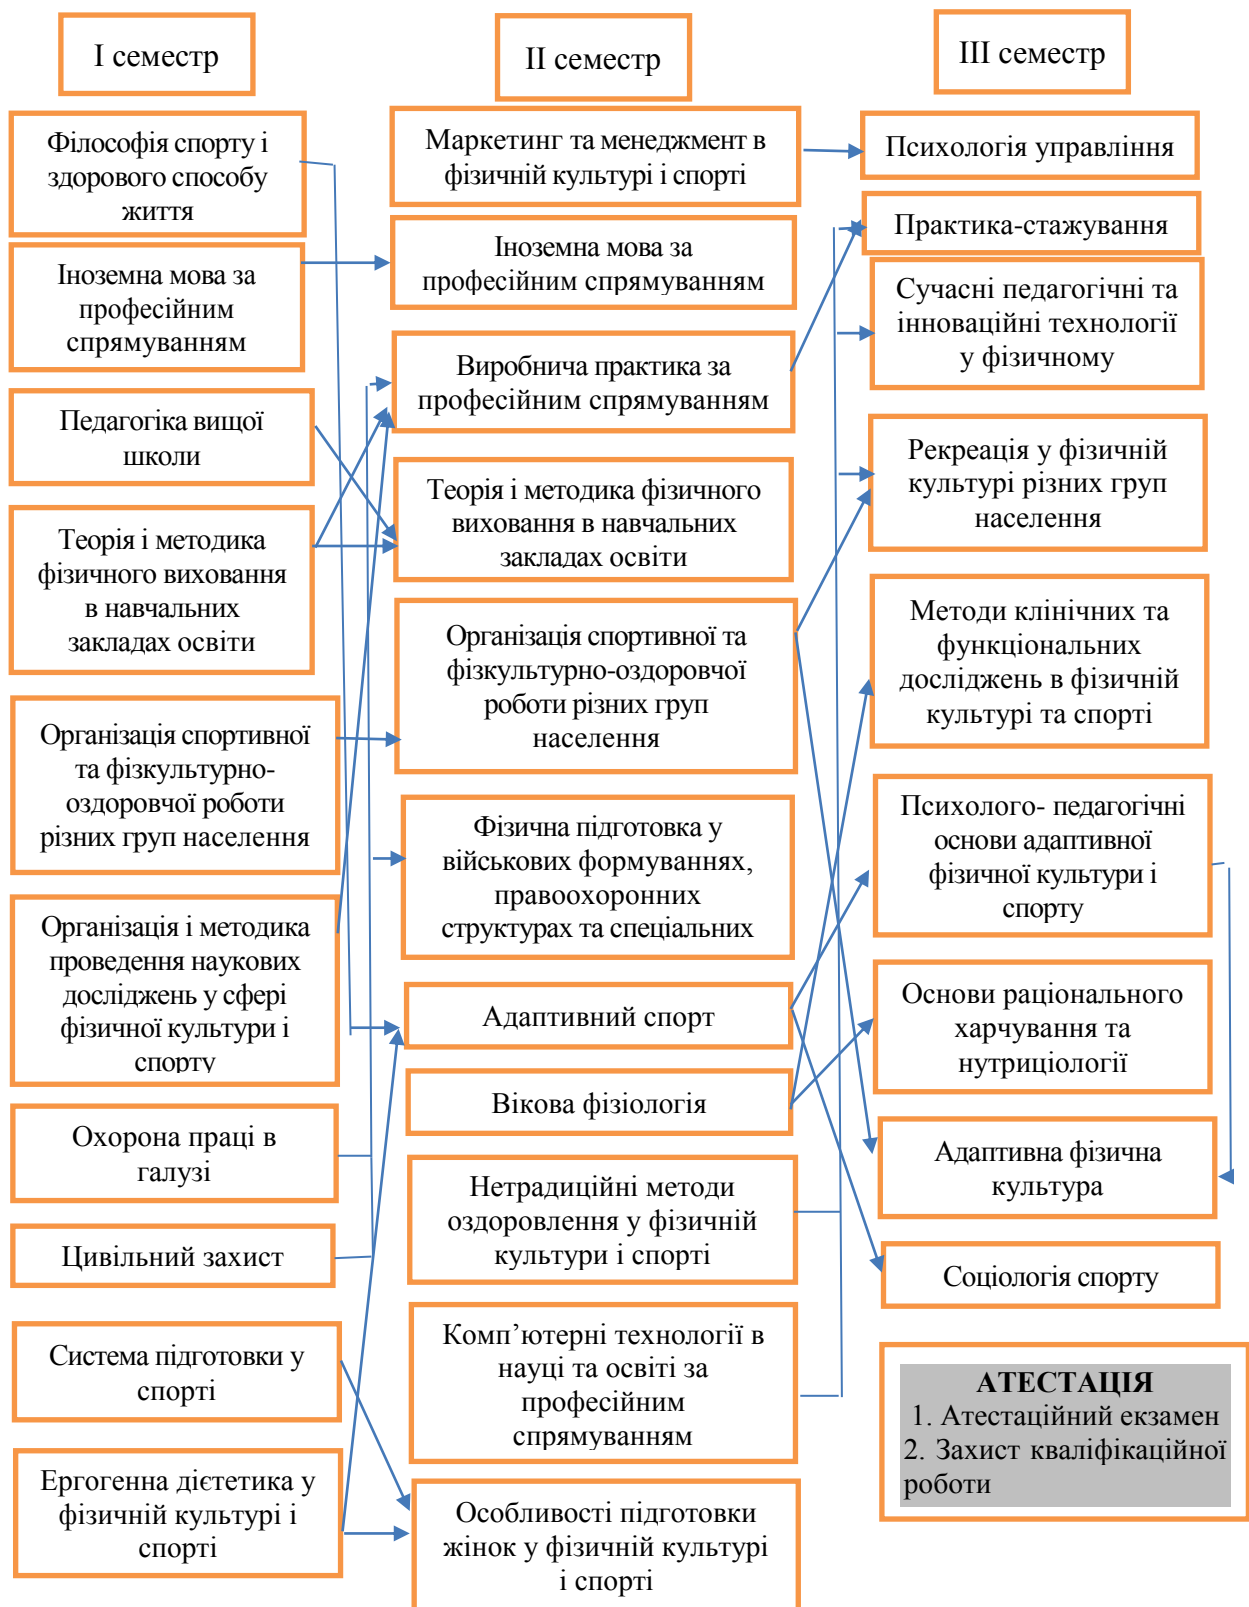 І семестр
Філософія спорту і
здорового способу
життя
Іноземна мова за
професійним
спрямуванням
Педагогіка вищої
школи
Теорія і методика
фізичного виховання
в навчальних
закладах освіти
Організація спортивної
та фізкультурно-
оздоровчої роботи
різних груп населення
Організація і методика
проведення наукових
досліджень у сфері
фізичної культури і
спорту
Охорона праці в
галузі
Цивільний захист
Система підготовки у
спорті
Ергогенна дієтетика у
фізичній культурі і
спорті
ІІ семестр
Маркетинг та менеджмент в
фізичній культурі і спорті
Іноземна мова за
професійним спрямуванням
Виробнича практика за
професійним спрямуванням
Теорія і методика фізичного
виховання в навчальних
закладах освіти
Організація спортивної та
фізкультурно-оздоровчої
роботи різних груп
населення
Фізична підготовка у
військових формуваннях,
правоохоронних
структурах та спеціальних
Адаптивний спорт
Вікова фізіологія
Нетрадиційні методи
оздоровлення у фізичній
культури і спорті
Комп’ютерні технології в
науці та освіті за
професійним
спрямуванням
Особливості підготовки
жінок у фізичній культурі
і спорті
ІІІ семестр
Психологія управління
Практика-стажування
Сучасні педагогічні та
інноваційні технології
у фізичному
Рекреація у фізичній
культурі різних груп
населення
Методи клінічних та
функціональних
досліджень в фізичній
культурі та спорті
Психолого- педагогічні
основи адаптивної
фізичної культури і
спорту
Основи раціонального
харчування та
нутриціології
Адаптивна фізична
культура
Соціологія спорту
АТЕСТАЦІЯ
1. Атестаційний екзамен
2. Захист кваліфікаційної
роботи